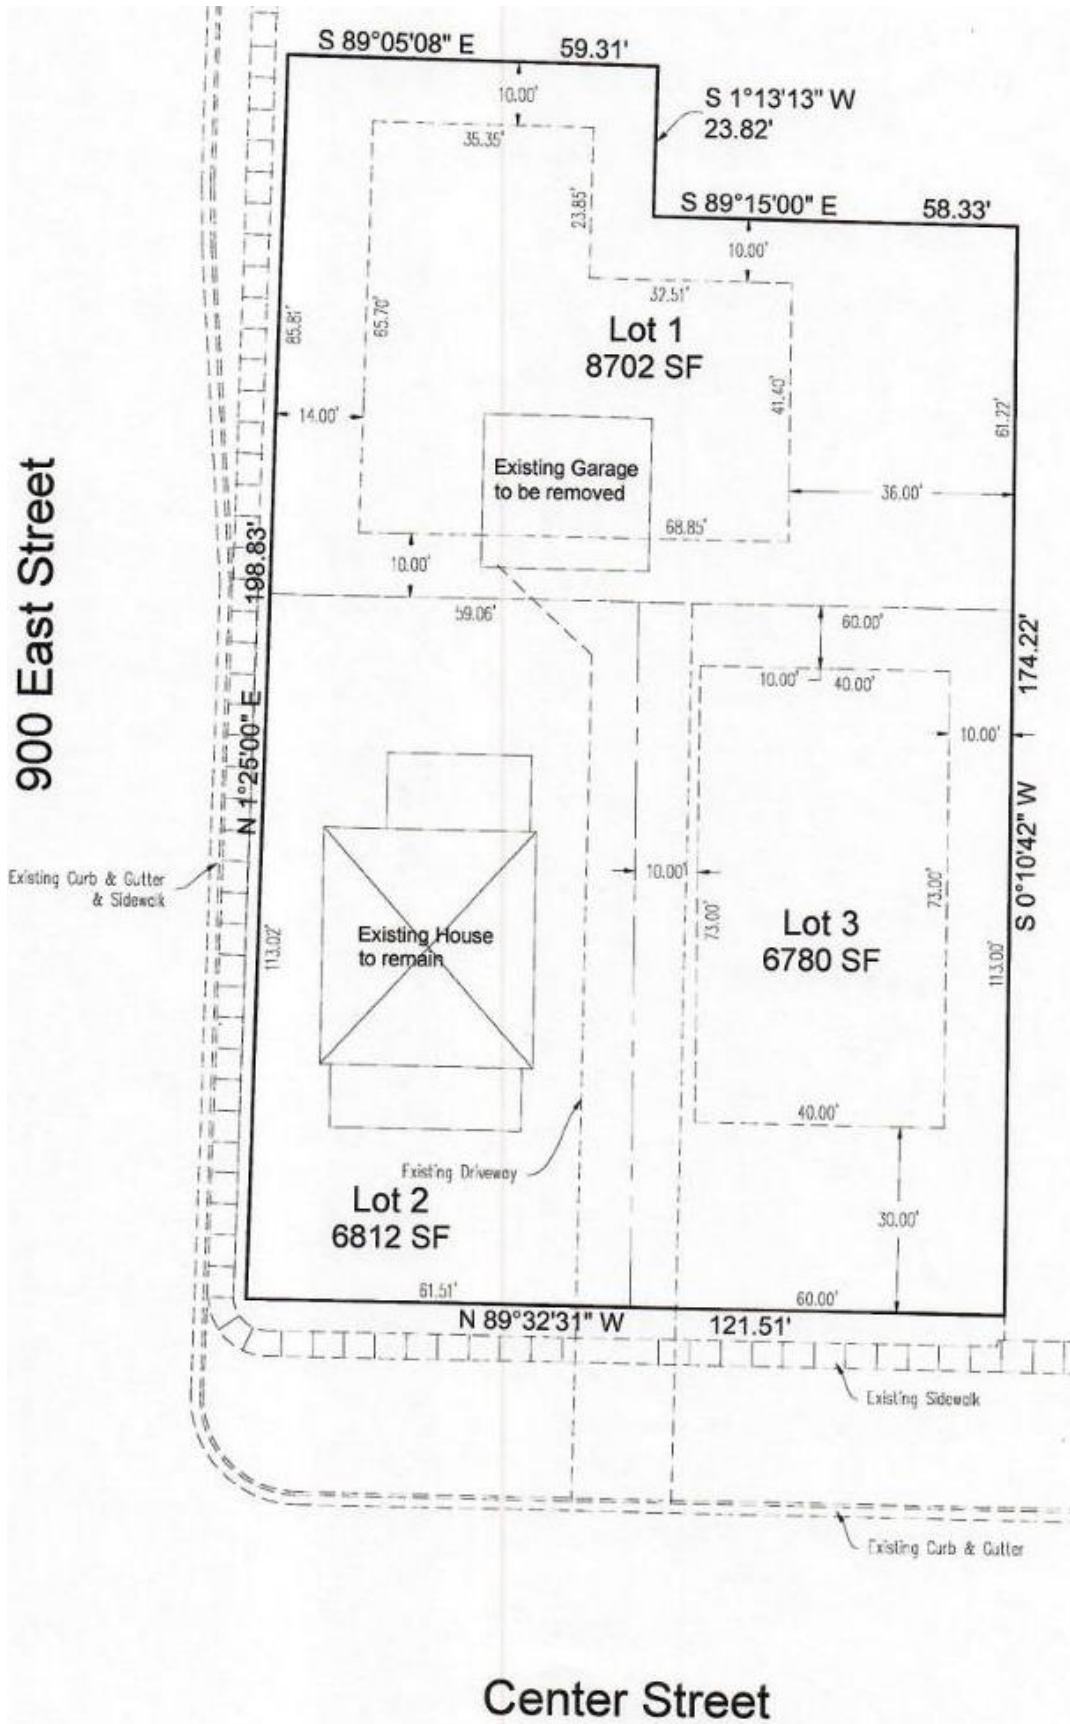 S 89°05'08" E 59.31'
10.00'
35.35'
S 1°13'13" W
23.82'
23.85'
S 89°15'00" E 58.33'
10.00'
32.51'
85.81'
65.70'
Lot 1
8702 SF
41.40'
61.22'
14.00'
Existing Garage
to be removed
36.00'
68.85'
10.00'
198.83'
900 East Street
59.06'
60.00'
174.22'
10.00'
40.00'
10.00'
N 1°25'00" E
S 0°10'42" W
Existing Curb & Gutter
& Sidewalk
10.00'
73.00'
73.00'
Lot 3
6780 SF
Existing House
to remain
113.02'
113.00'
40.00'
Existing Driveway
Lot 2
6812 SF
30.00'
61.51'
60.00'
N 89°32'31" W 121.51'
Existing Sidewalk
Existing Curb & Gutter
Center Street